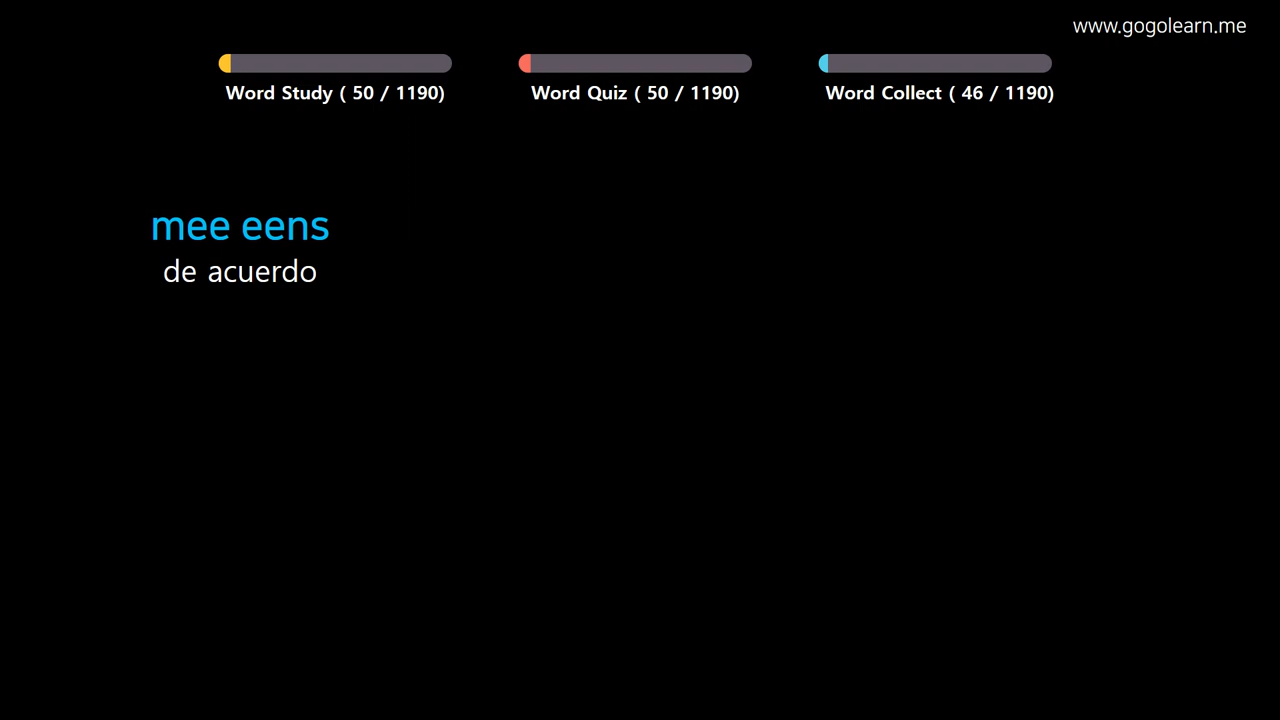 www.gogolearn.me
Word Study ( 50 / 1190)
Word Quiz ( 50 / 1190)
Word Collect ( 46 / 1190)
mee eens
de acuerdo